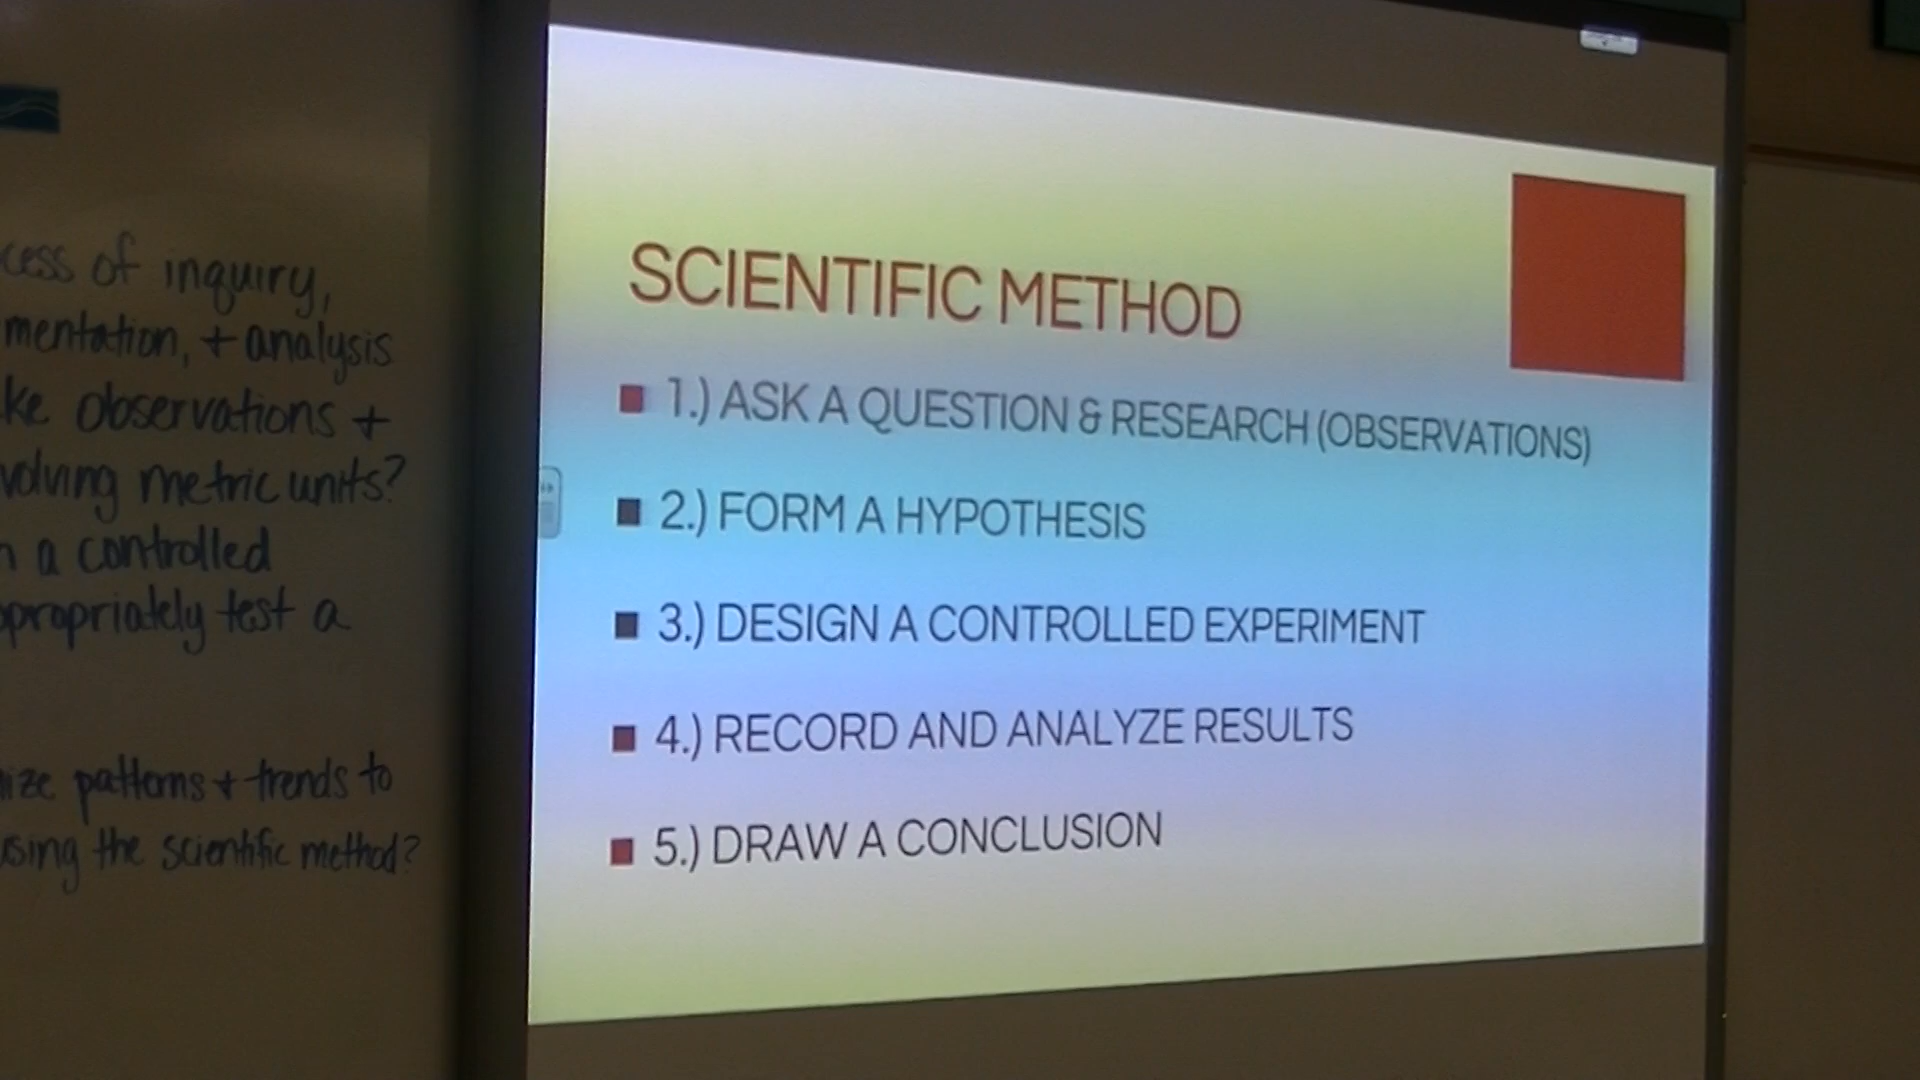 cess of inquiry,
mentation, + analysis
ke observations +
volving metric units?
n a controlled
ppropriately test a
ize patterns + trends to
using the scientific method?
SCIENTIFIC METHOD
1.) ASK A QUESTION & RESEARCH (OBSERVATIONS)
2.) FORM A HYPOTHESIS
3.) DESIGN A CONTROLLED EXPERIMENT
4.) RECORD AND ANALYZE RESULTS
5.) DRAW A CONCLUSION